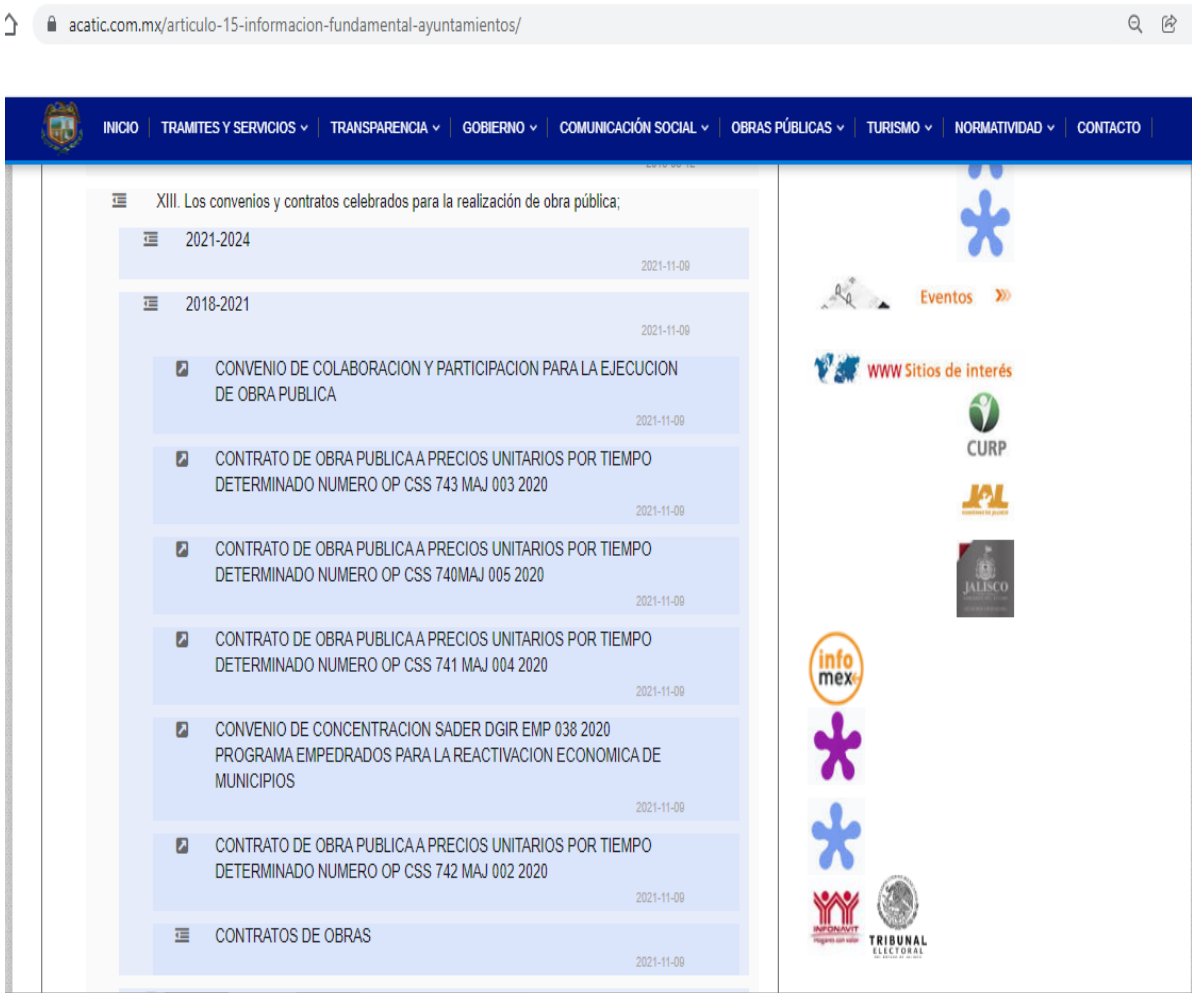 acatic.com.mx/articulo-15-informacion-fundamental-ayuntamientos/
INICIO
TRAMITES Y SERVICIOS
TRANSPARENCIA
GOBIERNO
COMUNICACIÓN SOCIAL
OBRAS PÚBLICAS
TURISMO
NORMATIVIDAD
CONTACTO
XIII. Los convenios y contratos celebrados para la realización de obra pública;
2021-2024
2021-11-09
2018-2021
2021-11-09
CONVENIO DE COLABORACION Y PARTICIPACION PARA LA EJECUCION
DE OBRA PUBLICA
2021-11-09
CONTRATO DE OBRA PUBLICA A PRECIOS UNITARIOS POR TIEMPO
DETERMINADO NUMERO OP CSS 743 MAJ 003 2020
2021-11-09
CONTRATO DE OBRA PUBLICA A PRECIOS UNITARIOS POR TIEMPO
DETERMINADO NUMERO OP CSS 740MAJ 005 2020
2021-11-09
CONTRATO DE OBRA PUBLICA A PRECIOS UNITARIOS POR TIEMPO
DETERMINADO NUMERO OP CSS 741 MAJ 004 2020
2021-11-09
CONVENIO DE CONCENTRACION SADER DGIR EMP 038 2020
PROGRAMA EMPEDRADOS PARA LA REACTIVACION ECONOMICA DE
MUNICIPIOS
2021-11-09
CONTRATO DE OBRA PUBLICA A PRECIOS UNITARIOS POR TIEMPO
DETERMINADO NUMERO OP CSS 742 MAJ 002 2020
2021-11-09
CONTRATOS DE OBRAS
2021-11-09
Eventos
WWW Sitios de interés
CURP
JAL
JALISCO
info
mex
INFONAVIT
TRIBUNAL
ELECTORAL